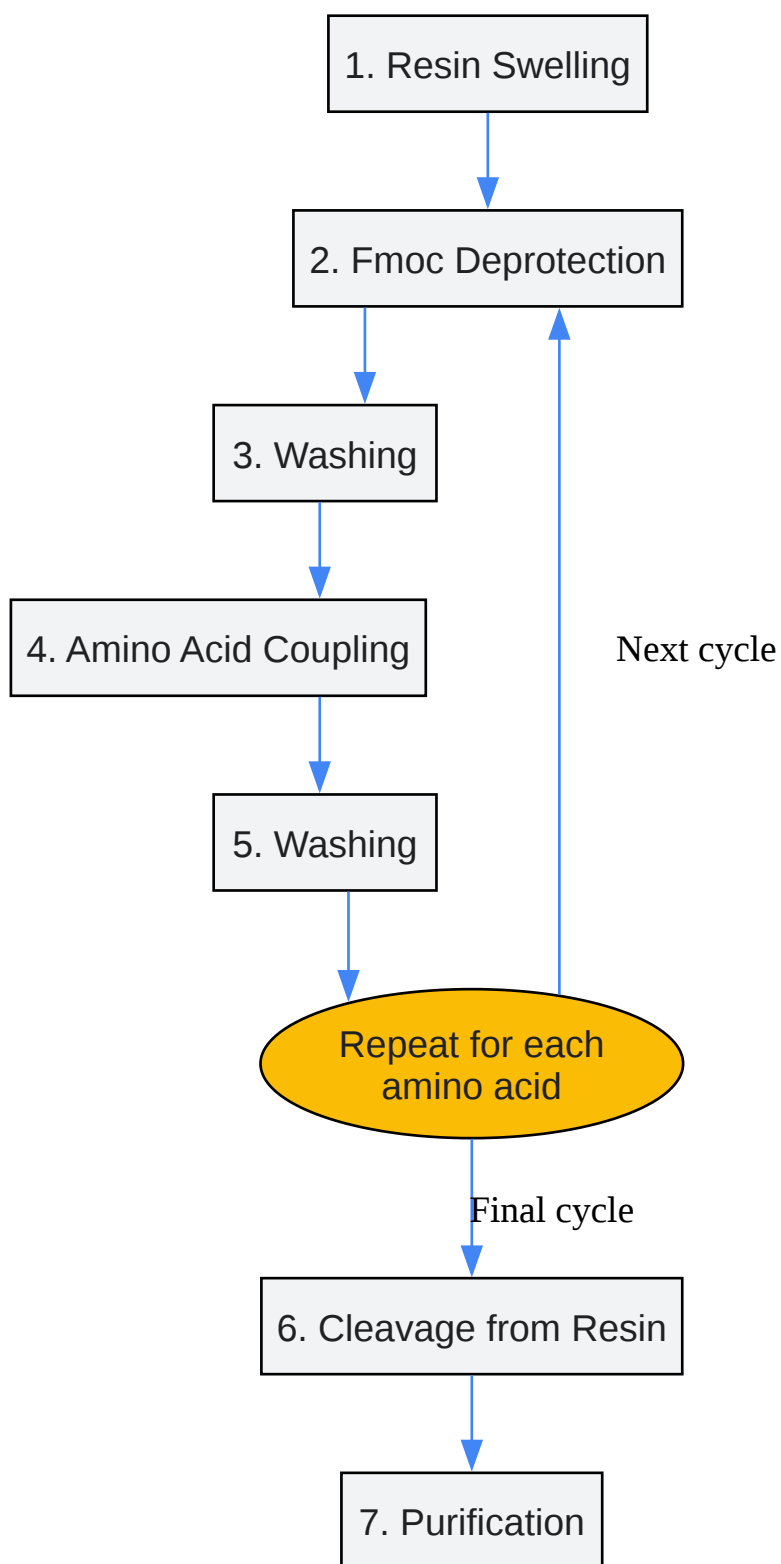 1. Resin Swelling
2. Fmoc Deprotection
3. Washing
4. Amino Acid Coupling
Next cycle
5. Washing
Repeat for each
amino acid
Final cycle
6. Cleavage from Resin
7. Purification